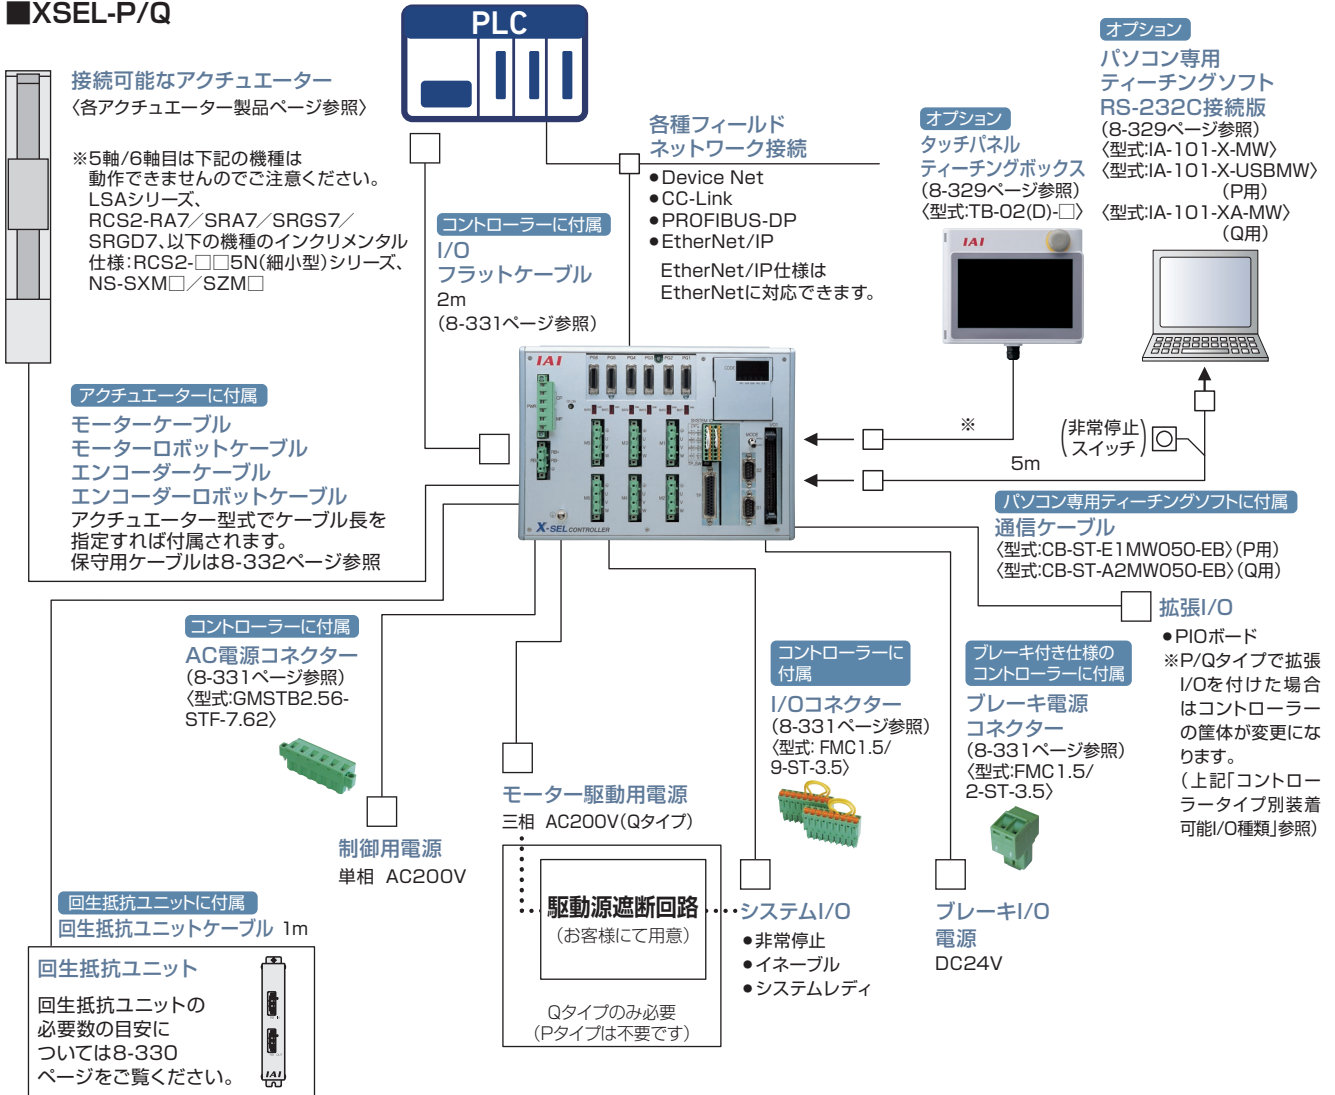 ■XSEL-P/Q
PLC
接続可能なアクチュエーター
〈各アクチュエーター製品ページ参照〉
※5軸/6軸目は下記の機種は
動作できませんのでご注意ください。
LSAシリーズ、
RCS2-RA7／SRA7／SRGS7／
SRGD7、以下の機種のインクリメンタル
仕様:RCS2-□□5N(細小型)シリーズ、
NS-SXM□／SZM□
コントローラーに付属
I/O
フラットケーブル
2m
(8-331ページ参照)
各種フィールド
ネットワーク接続
●Device Net
●CC-Link
●PROFIBUS-DP
●EtherNet/IP
EtherNet/IP仕様は
EtherNetに対応できます。
オプション
タッチパネル
ティーチングボックス
(8-329ページ参照)
〈型式:TB-02(D)-□〉
IAI
オプション
パソコン専用
ティーチングソフト
RS-232C接続版
(8-329ページ参照)
〈型式:IA-101-X-MW〉
〈型式:IA-101-X-USBMW〉
(P用)
〈型式:IA-101-XA-MW〉
(Q用)
※
5m
(非常停止
スイッチ)
アクチュエーターに付属
モーターケーブル
モーターロボットケーブル
エンコーダーケーブル
エンコーダーロボットケーブル
アクチュエーター型式でケーブル長を
指定すれば付属されます。
保守用ケーブルは8-332ページ参照
IAI
PG6 PG5 PG4 PG3 PG2 PG1
X-SEL CONTROLLER
パソコン専用ティーチングソフトに付属
通信ケーブル
〈型式:CB-ST-E1MW050-EB〉(P用)
〈型式:CB-ST-A2MW050-EB〉(Q用)
拡張I/O
●PIOボード
※P/Qタイプで拡張
I/Oを付けた場合
はコントローラー
の筐体が変更にな
ります。
(上記「コントロー
ラータイプ別装着
可能I/O種類」参照)
コントローラーに付属
AC電源コネクター
(8-331ページ参照)
〈型式:GMSTB2.56-
STF-7.62〉
制御用電源
単相 AC200V
モーター駆動用電源
三相 AC200V(Qタイプ)
駆動源遮断回路
(お客様にて用意)
Qタイプのみ必要
(Pタイプは不要です)
コントローラーに
付属
I/Oコネクター
(8-331ページ参照)
〈型式: FMC1.5/
9-ST-3.5〉
システムI/O
●非常停止
●イネーブル
●システムレディ
ブレーキ付き仕様の
コントローラーに付属
ブレーキ電源
コネクター
(8-331ページ参照)
〈型式:FMC1.5/
2-ST-3.5〉
ブレーキI/O
電源
DC24V
回生抵抗ユニットに付属
回生抵抗ユニットケーブル 1m
回生抵抗ユニット
回生抵抗ユニットの
必要数の目安に
ついては8-330
ページをご覧ください。
IAI